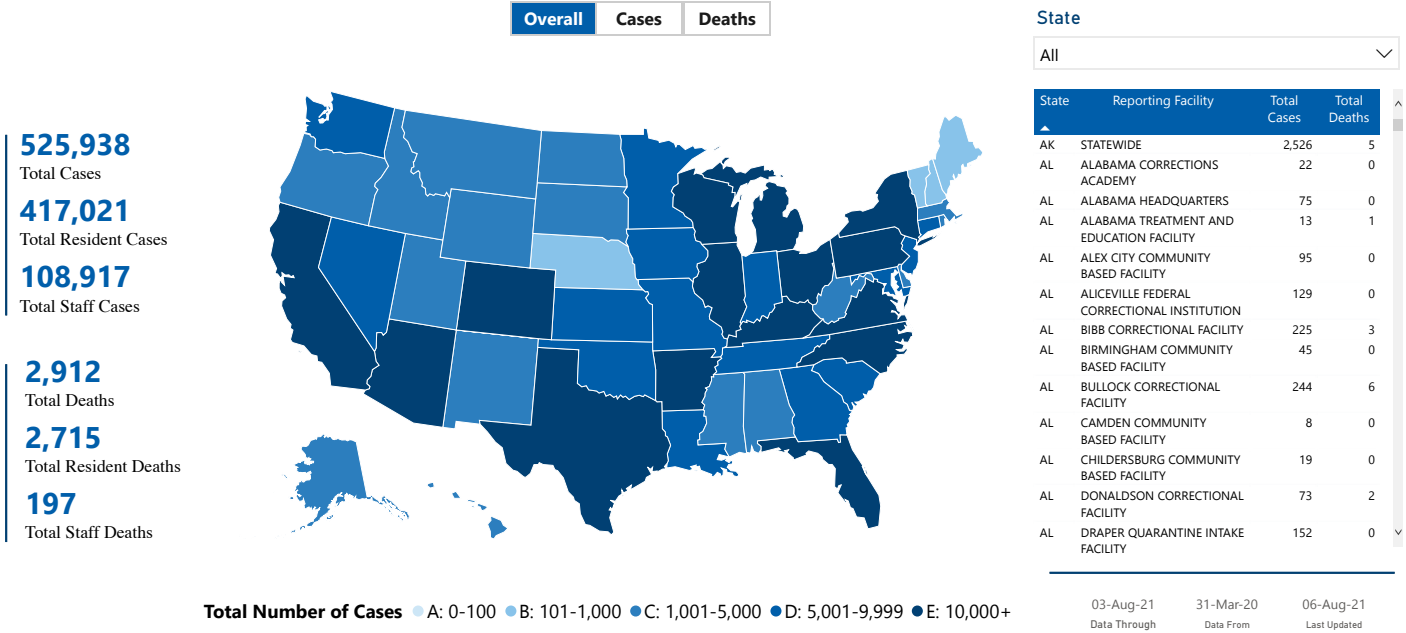 Overall Cases Deaths
525,938
Total Cases
417,021
Total Resident Cases
108,917
Total Staff Cases
2,912
Total Deaths
2,715
Total Resident Deaths
197
Total Staff Deaths
Total Number of Cases A: 0-100 B: 101-1,000 C: 1,001-5,000 D: 5,001-9,999 E: 10,000+
State
All
State Reporting Facility Total Cases Total Deaths
AK STATEWIDE 2,526 5
AL ALABAMA CORRECTIONS 22 0
ACADEMY
AL ALABAMA HEADQUARTERS 75 0
AL ALABAMA TREATMENT AND 13 1
EDUCATION FACILITY
AL ALEX CITY COMMUNITY 95 0
BASED FACILITY
AL ALICEVILLE FEDERAL 129 0
CORRECTIONAL INSTITUTION
AL BIBB CORRECTIONAL FACILITY 225 3
AL BIRMINGHAM COMMUNITY 45 0
BASED FACILITY
AL BULLOCK CORRECTIONAL 244 6
FACILITY
AL CAMDEN COMMUNITY 8 0
BASED FACILITY
AL CHILDERSBURG COMMUNITY 19 0
BASED FACILITY
AL DONALDSON CORRECTIONAL 73 2
FACILITY
AL DRAPER QUARANTINE INTAKE 152 0
FACILITY
03-Aug-21 31-Mar-20 06-Aug-21
Data Through Data From Last Updated